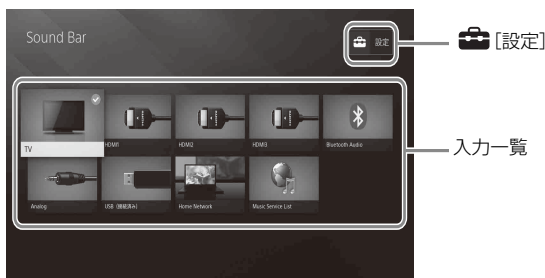 Sound Bar
設定
[設定]
TV
HDMI1
HDMI2
HDMI3
Bluetooth Audio
入力一覧
Analog
USB (接続済み)
Home Network
Music Service List